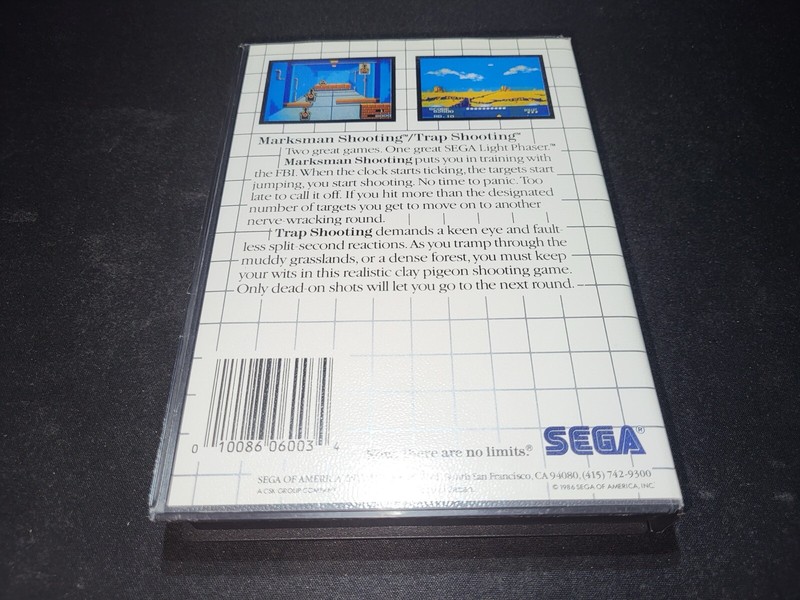 Marksman Shooting™/Trap Shooting™
Two great games. One great SEGA Light Phaser.™
Marksman Shooting puts you in training with
the FBI. When the clock starts ticking, the targets start
jumping, you start shooting. No time to panic. Too
late to call it off. If you hit more than the designated
number of targets you get to move on to another
nerve-wracking round.
Trap Shooting demands a keen eye and fault-
less split-second reactions. As you tramp through the
muddy grasslands, or a dense forest, you must keep
your wits in this realistic clay pigeon shooting game.
Only dead-on shots will let you go to the next round.
0 10086 06003 4
Now, there are no limits.®
SEGA®
SEGA OF AMERICA San Francisco, CA 94080, (415) 742-9300
© 1986 SEGA OF AMERICA, INC.